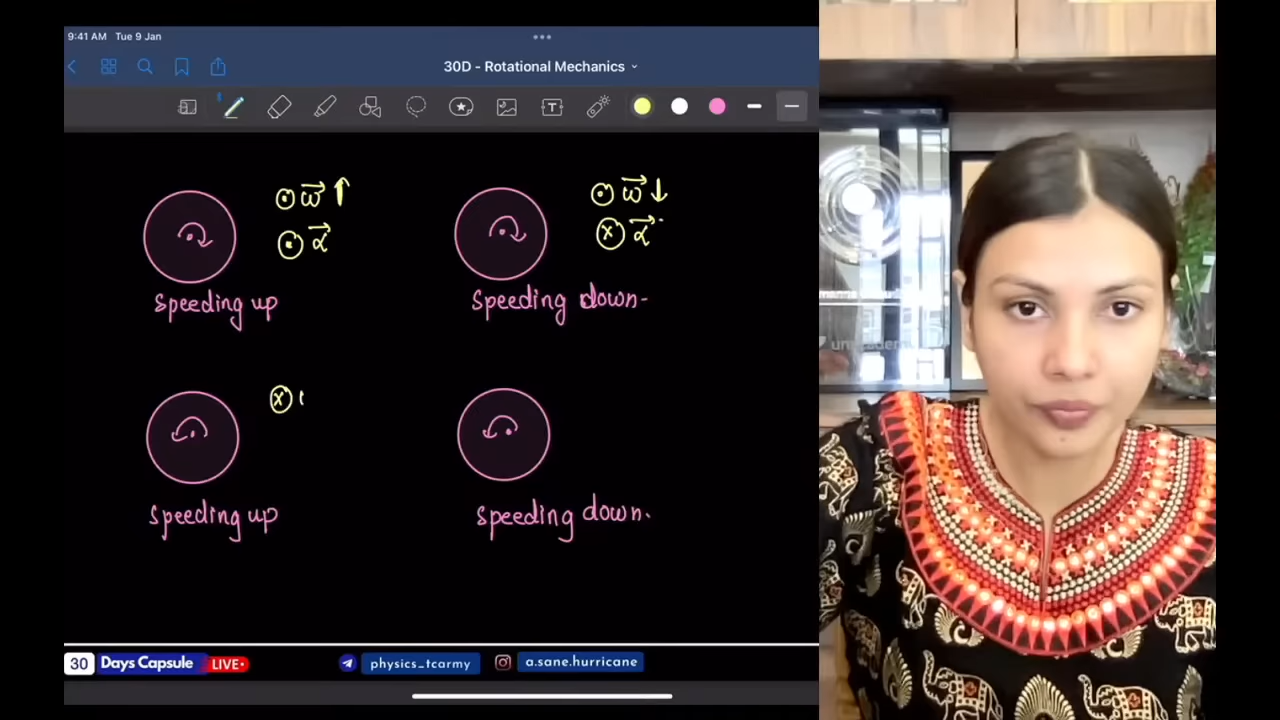 9:41 AM Tue 9 Jan
30D - Rotational Mechanics
⊙ ω⃗ ↑
⊙ α⃗
speeding up
⊙ ω⃗ ↓
⊗ α⃗
speeding down-
⊗
speeding up
speeding down.
30 Days Capsule LIVE
physics_tcarmy
a.sane.hurricane